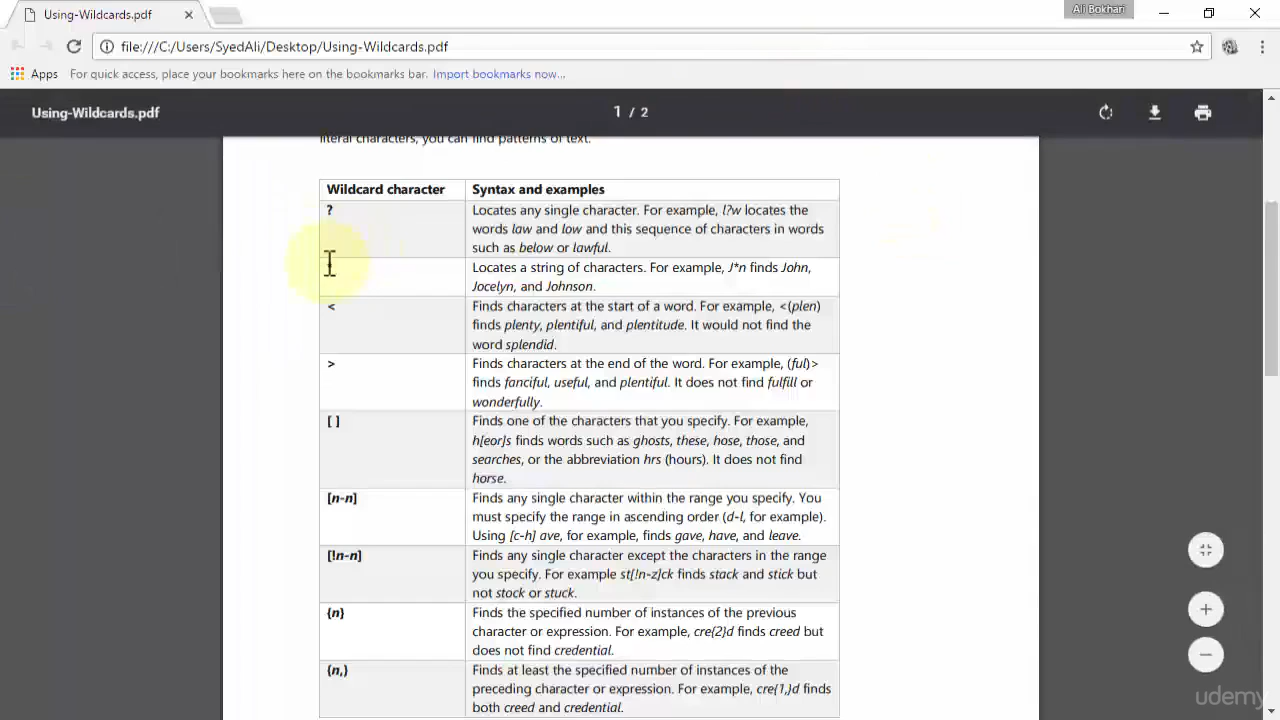 Using-Wildcards.pdf
Ali Bokhari
file:///C:/Users/SyedAli/Desktop/Using-Wildcards.pdf
Apps For quick access, place your bookmarks here on the bookmarks bar. Import bookmarks now...
Using-Wildcards.pdf 1 / 2
literal characters, you can find patterns of text.
Wildcard character Syntax and examples
? Locates any single character. For example, l?w locates the
words law and low and this sequence of characters in words
such as below or lawful.
Locates a string of characters. For example, J*n finds John,
Jocelyn, and Johnson.
< Finds characters at the start of a word. For example, <(plen)
finds plenty, plentiful, and plentitude. It would not find the
word splendid.
> Finds characters at the end of the word. For example, (ful)>
finds fanciful, useful, and plentiful. It does not find fulfill or
wonderfully.
[ ] Finds one of the characters that you specify. For example,
h[eor]s finds words such as ghosts, these, hose, those, and
searches, or the abbreviation hrs (hours). It does not find
horse.
[n-n] Finds any single character within the range you specify. You
must specify the range in ascending order (d-l, for example).
Using [c-h] ave, for example, finds gave, have, and leave.
[!n-n] Finds any single character except the characters in the range
you specify. For example st[!n-z]ck finds stack and stick but
not stock or stuck.
{n} Finds the specified number of instances of the previous
character or expression. For example, cre{2}d finds creed but
does not find credential.
{n,} Finds at least the specified number of instances of the
preceding character or expression. For example, cre{1,}d finds
both creed and credential.
udemy